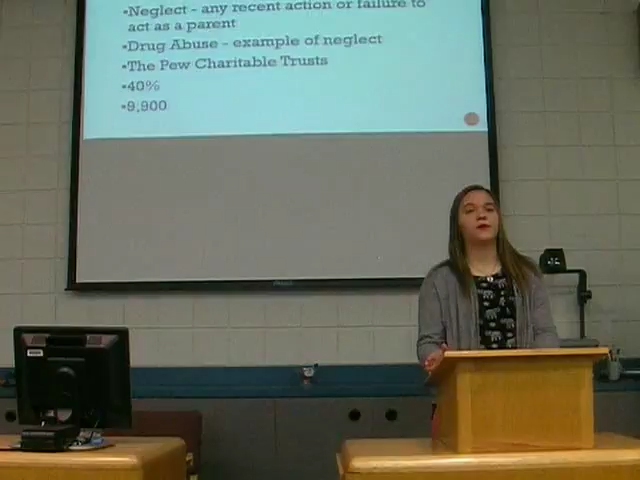 •Neglect - any recent action or failure to
act as a parent
•Drug Abuse - example of neglect
•The Pew Charitable Trusts
•40%
•9,900